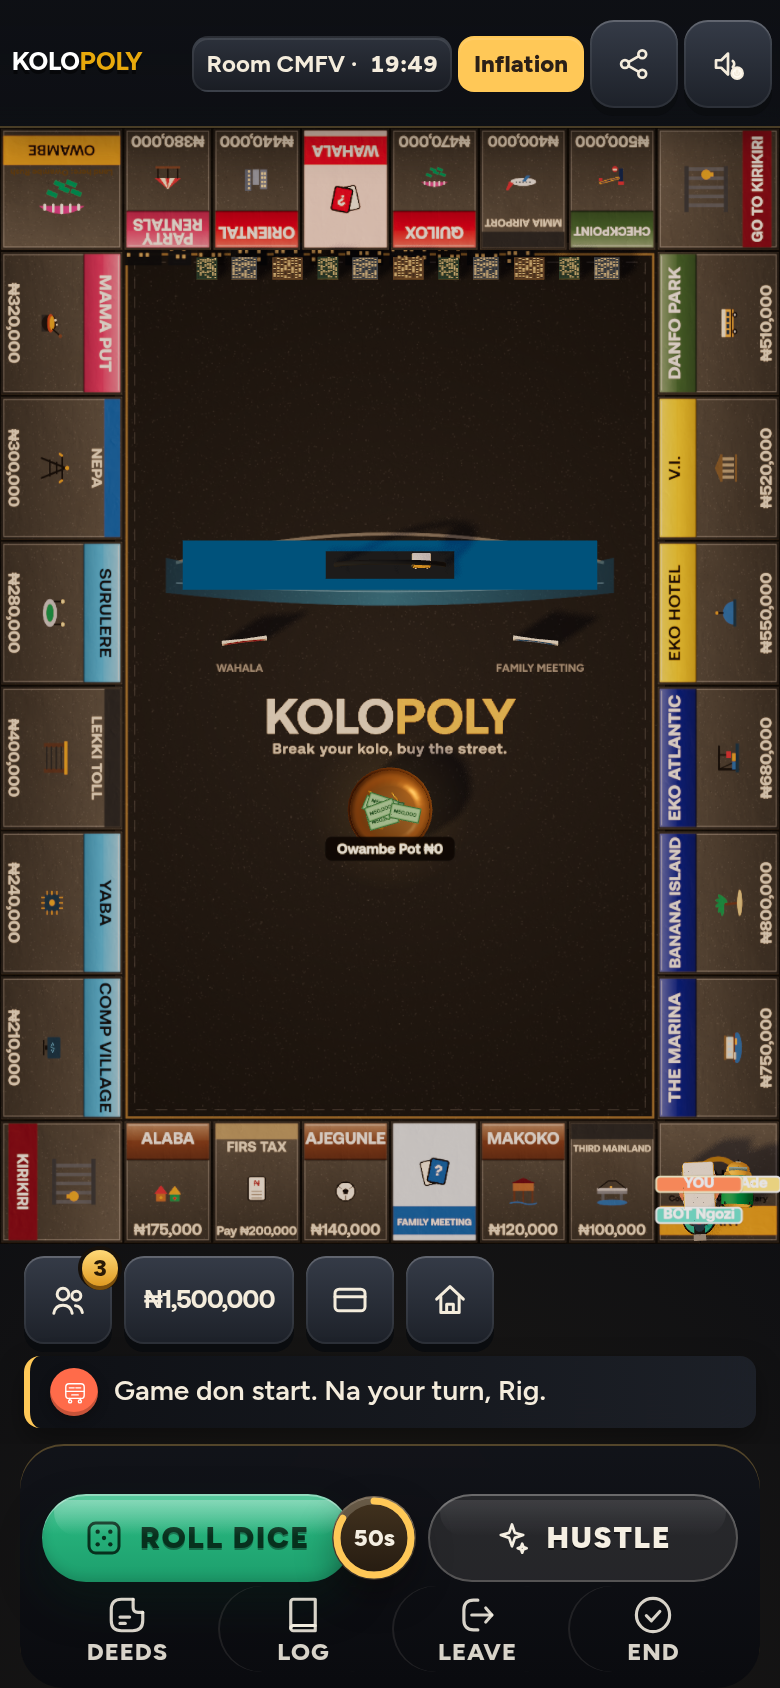 KOLOPOLY
Room CMFV · 19:49
Inflation
OWAMBE
₦380,000
PARTY RENTALS
₦440,000
ORIENTAL
WAHALA
?
₦470,000
QUILOX
₦400,000
MMIA AIRPORT
₦500,000
CHECKPOINT
GO TO KIRIKIRI
MAMA PUT
₦320,000
DANFO PARK
₦510,000
NEPA
₦300,000
V.I.
₦520,000
SURULERE
₦280,000
EKO HOTEL
₦550,000
LEKKI TOLL
₦400,000
EKO ATLANTIC
₦680,000
YABA
₦240,000
BANANA ISLAND
₦800,000
COMP VILLAGE
₦210,000
THE MARINA
₦750,000
WAHALA
FAMILY MEETING
KOLOPOLY
Break your kolo, buy the street.
Owambe Pot ₦0
KIRIKIRI
ALABA
₦175,000
FIRS TAX
Pay ₦200,000
AJEGUNLE
₦140,000
?
FAMILY MEETING
MAKOKO
₦120,000
THIRD MAINLAND
₦100,000
YOU
Ade
BOT Ngozi
3
₦1,500,000
Game don start. Na your turn, Rig.
ROLL DICE
50s
HUSTLE
DEEDS
LOG
LEAVE
END